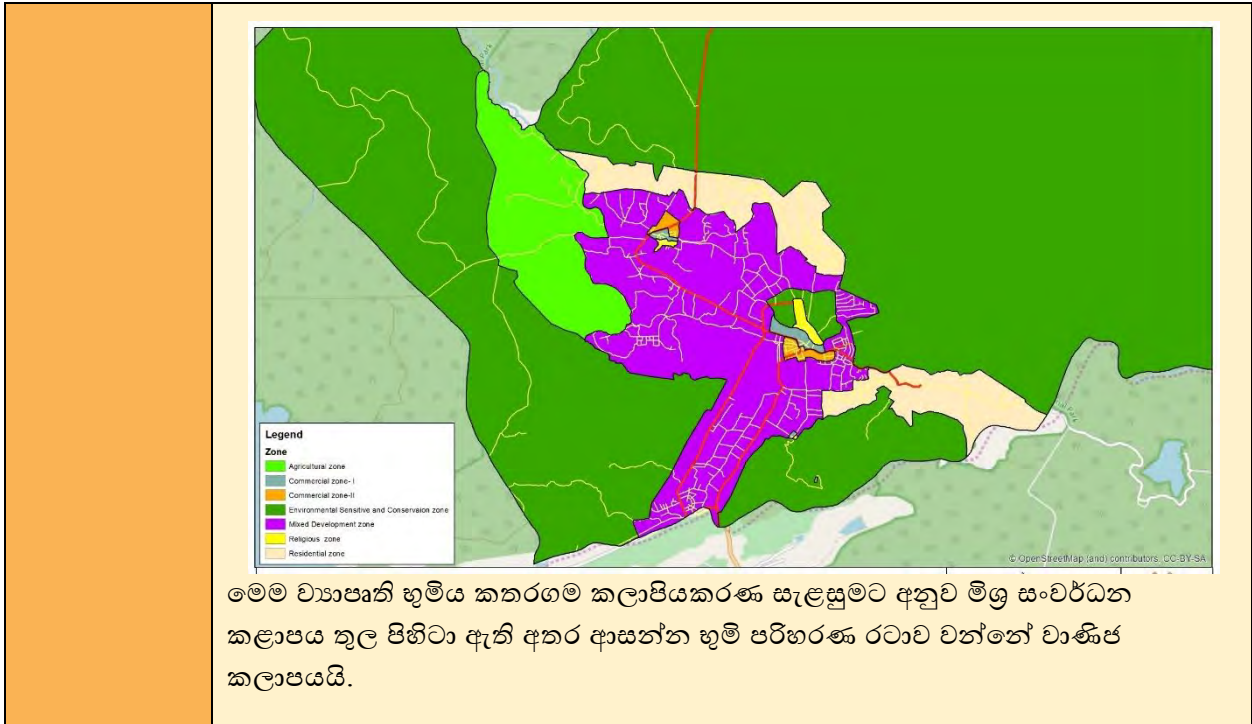 Legend
Zone
Agricultural zone
Commercial zone- I
Commercial zone-II
Environmental Sensitive and Conservaion zone
Mixed Development zone
Religious zone
Residential zone
© OpenStreetMap (and) contributors, CC-BY-SA
මෙම ව්‍යාපෘති භූමිය කතරගම කලාපියකරණ සැළසුමට අනුව මිශ්‍ර සංවර්ධන
කළාපය තුල පිහිටා ඇති අතර ආසන්න භූමි පරිහරණ රටාව වන්නේ වාණිජ
කලාපයයි.